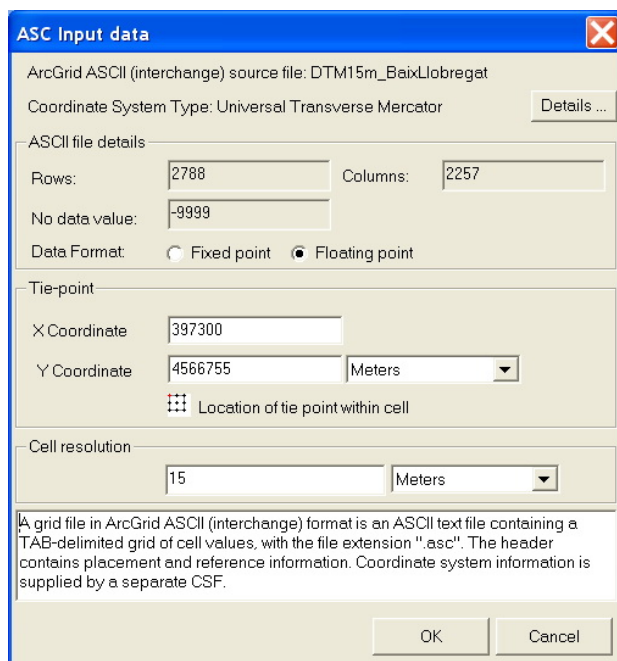 ASC Input data
ArcGrid ASCII (interchange) source file: DTM15m_BaixLlobregat
Coordinate System Type: Universal Transverse Mercator
Details ...
ASCII file details
Rows: 2788 Columns: 2257
No data value: -9999
Data Format: Fixed point Floating point
Tie-point
X Coordinate 397300
Y Coordinate 4566755 Meters
Location of tie point within cell
Cell resolution
15 Meters
A grid file in ArcGrid ASCII (interchange) format is an ASCII text file containing a
TAB-delimited grid of cell values, with the file extension ".asc". The header
contains placement and reference information. Coordinate system information is
supplied by a separate CSF.
OK Cancel